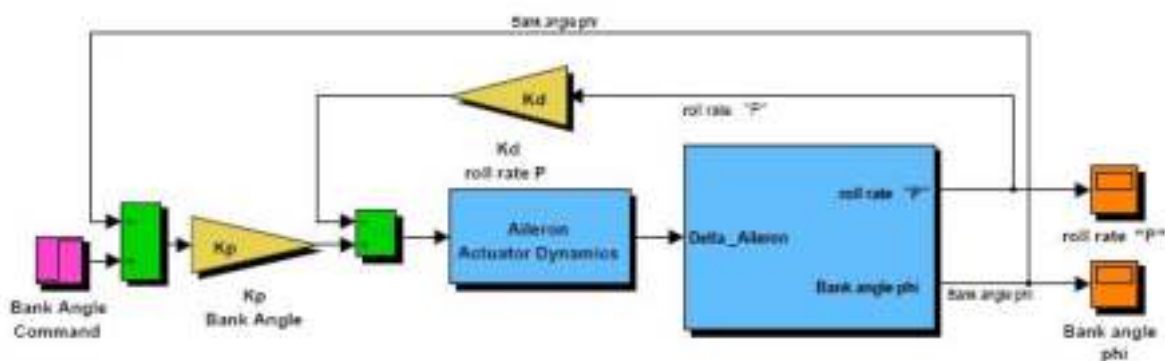 Bank angle phi
Kd
roll rate "P"
Kd
roll rate P
Kp
Aileron
Actuator Dynamics
Delta_Aileron
roll rate "P"
Bank angle phi
Bank angle phi
roll rate "P"
Bank angle
phi
Bank Angle
Command
Kp
Bank Angle